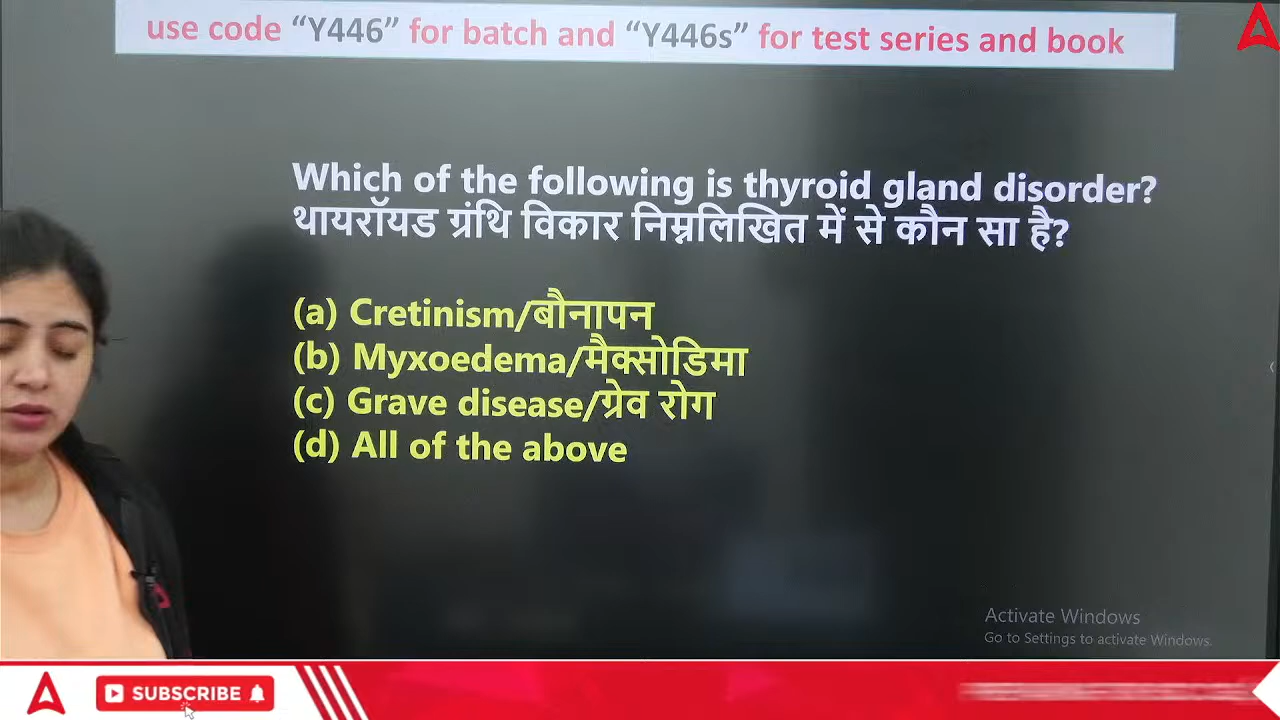 use code “Y446” for batch and “Y446s” for test series and book
Which of the following is thyroid gland disorder?
थायरॉयड ग्रंथि विकार निम्नलिखित में से कौन सा है?
(a) Cretinism/बौनापन
(b) Myxoedema/मैक्सोडिमा
(c) Grave disease/ग्रेव रोग
(d) All of the above
Activate Windows
Go to Settings to activate Windows.
SUBSCRIBE